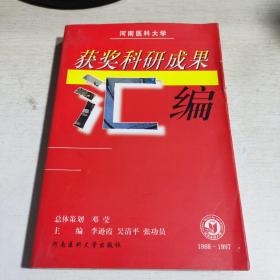 河南医科大学
获奖科研成果
汇编
总体策划 邓莹
主编 李逊霞 吴清平 张功员
河南医科大学出版社
1988-1997